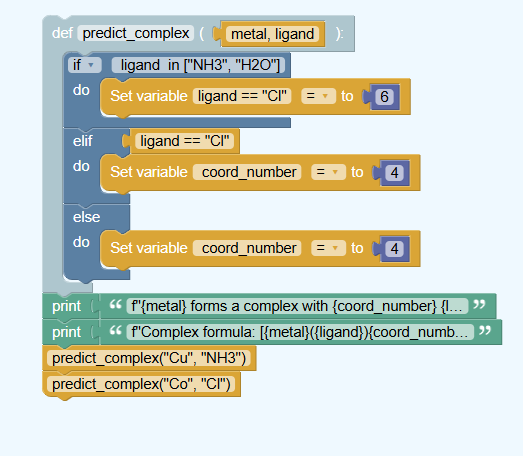 def predict_complex ( metal, ligand ):
if ligand in ["NH3", "H2O"]
do Set variable ligand == "Cl" = to 6
elif ligand == "Cl"
do Set variable coord_number = to 4
else
do Set variable coord_number = to 4
print “ f"{metal} forms a complex with {coord_number} {l... ”
print “ f"Complex formula: [{metal}({ligand}){coord_numb... ”
predict_complex("Cu", "NH3")
predict_complex("Co", "Cl")